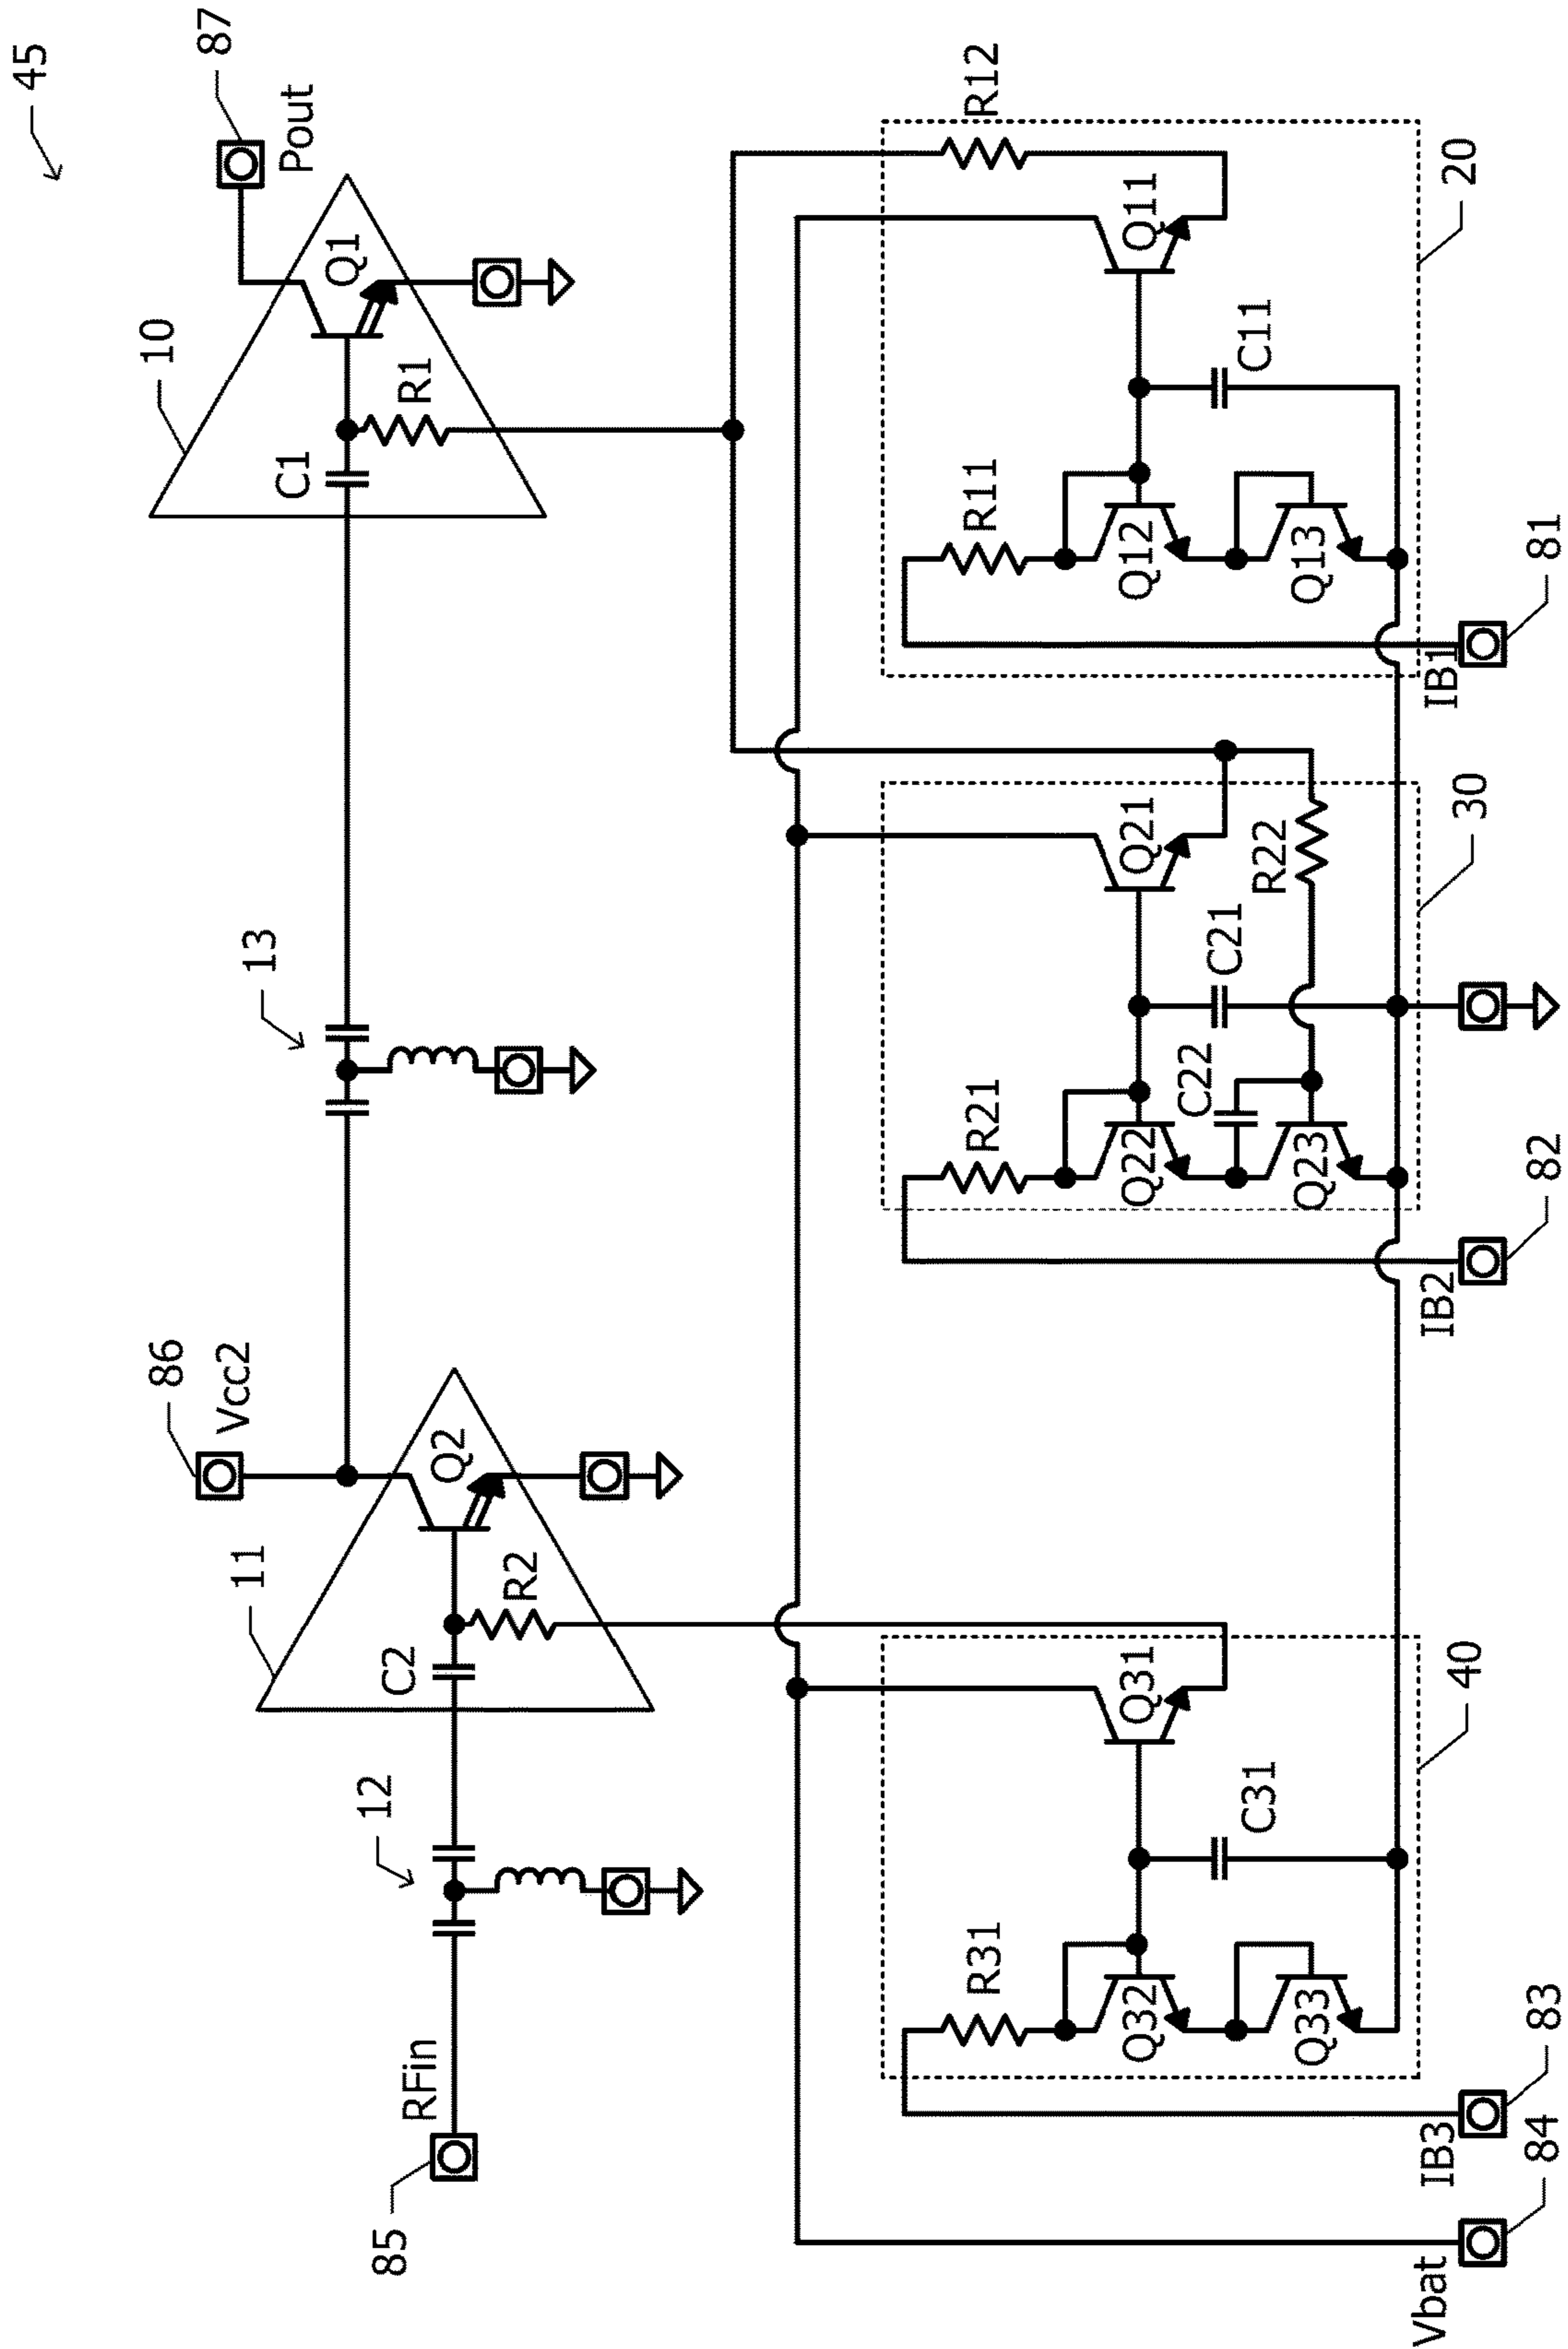 45
87
Pout
10
Q1
R1
C1
13
86
Vcc2
11
Q2
R2
C2
12
RFin
85
R12
Q11
C11
R11
Q12
Q13
20
IB1
81
Q21
R22
C21
C22
R21
Q22
Q23
30
IB2
82
Q31
C31
R31
Q32
Q33
40
IB3
83
Vbat
84